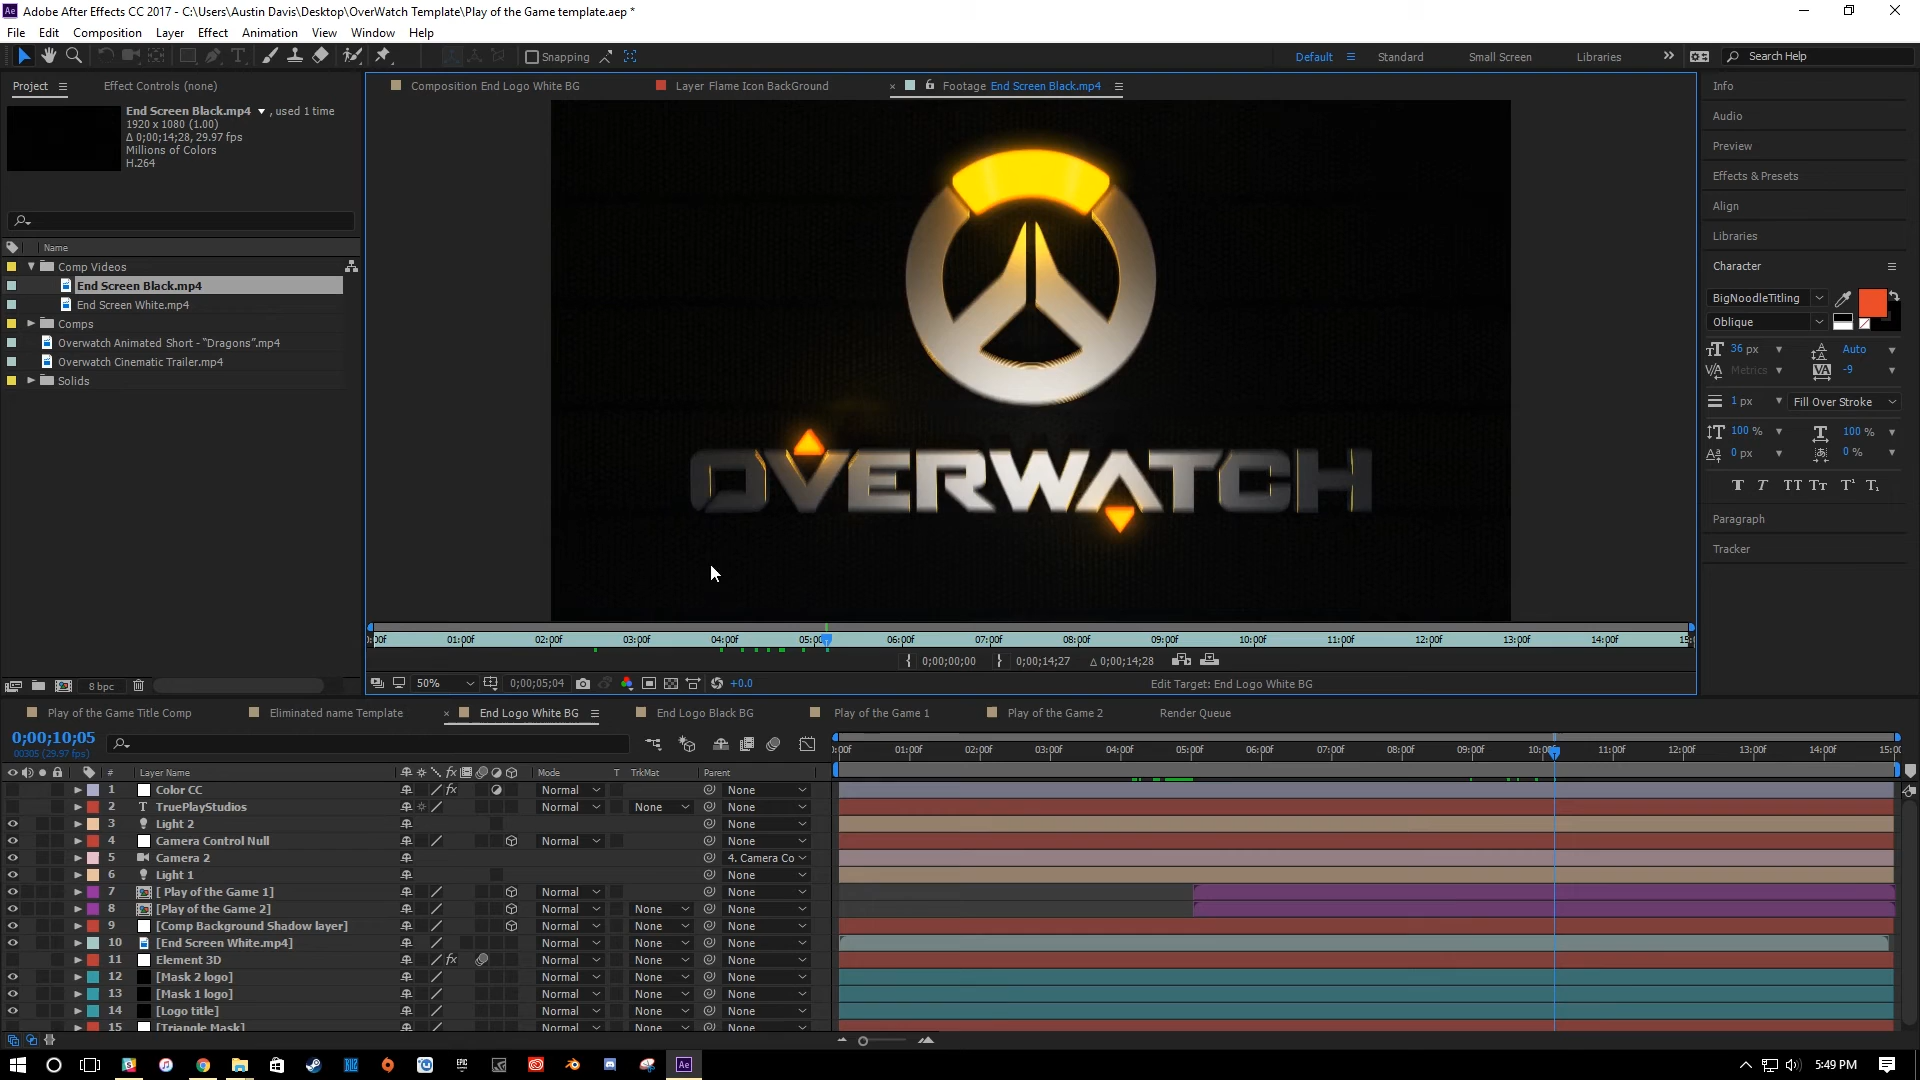 Adobe After Effects CC 2017 - C:\Users\Austin Davis\Desktop\OverWatch Template\Play of the Game template.aep *
File Edit Composition Layer Effect Animation View Window Help
Snapping Default Standard Small Screen Libraries Search Help
Project Effect Controls (none)
End Screen Black.mp4 , used 1 time
1920 x 1080 (1.00)
Δ 0;00;14;28, 29.97 fps
Millions of Colors
H.264
Name
Comp Videos
End Screen Black.mp4
End Screen White.mp4
Comps
Overwatch Animated Short - "Dragons".mp4
Overwatch Cinematic Trailer.mp4
Solids
8 bpc
Composition End Logo White BG Layer Flame Icon BackGround × Footage End Screen Black.mp4
OVERWATCH
01:00f 02:00f 03:00f 04:00f 05:00f 06:00f 07:00f 08:00f 09:00f 10:00f 11:00f 12:00f 13:00f 14:00f
0;00;00;00 0;00;14;27 Δ 0;00;14;28
50% 0;00;05;04 +0.0 Edit Target: End Logo White BG
Info
Audio
Preview
Effects & Presets
Align
Libraries
Character
BigNoodleTitling
Oblique
36 px Auto
Metrics -9
1 px Fill Over Stroke
100 % 100 %
0 px 0 %
T T TT Tt T¹ T₁
Paragraph
Tracker
Play of the Game Title Comp Eliminated name Template × End Logo White BG End Logo Black BG Play of the Game 1 Play of the Game 2 Render Queue
0;00;10;05
00305 (29.97 fps)
:00f 01:00f 02:00f 03:00f 04:00f 05:00f 06:00f 07:00f 08:00f 09:00f 10:00f 11:00f 12:00f 13:00f 14:00f 15:00f
# Layer Name fx Mode T TrkMat Parent
1 Color CC fx Normal None
2 T TruePlayStudios Normal None None
3 Light 2 None
4 Camera Control Null Normal None
5 Camera 2 4. Camera Co
6 Light 1 None
7 [ Play of the Game 1] Normal None
8 [Play of the Game 2] Normal None None
9 [Comp Background Shadow layer] Normal None None
10 [End Screen White.mp4] Normal None None
11 Element 3D fx Normal None None
12 [Mask 2 logo] Normal None None
13 [Mask 1 logo] Normal None None
14 [Logo title] Normal None None
15 [Triangle Mask] Normal None None
EPIC Ae 5:49 PM